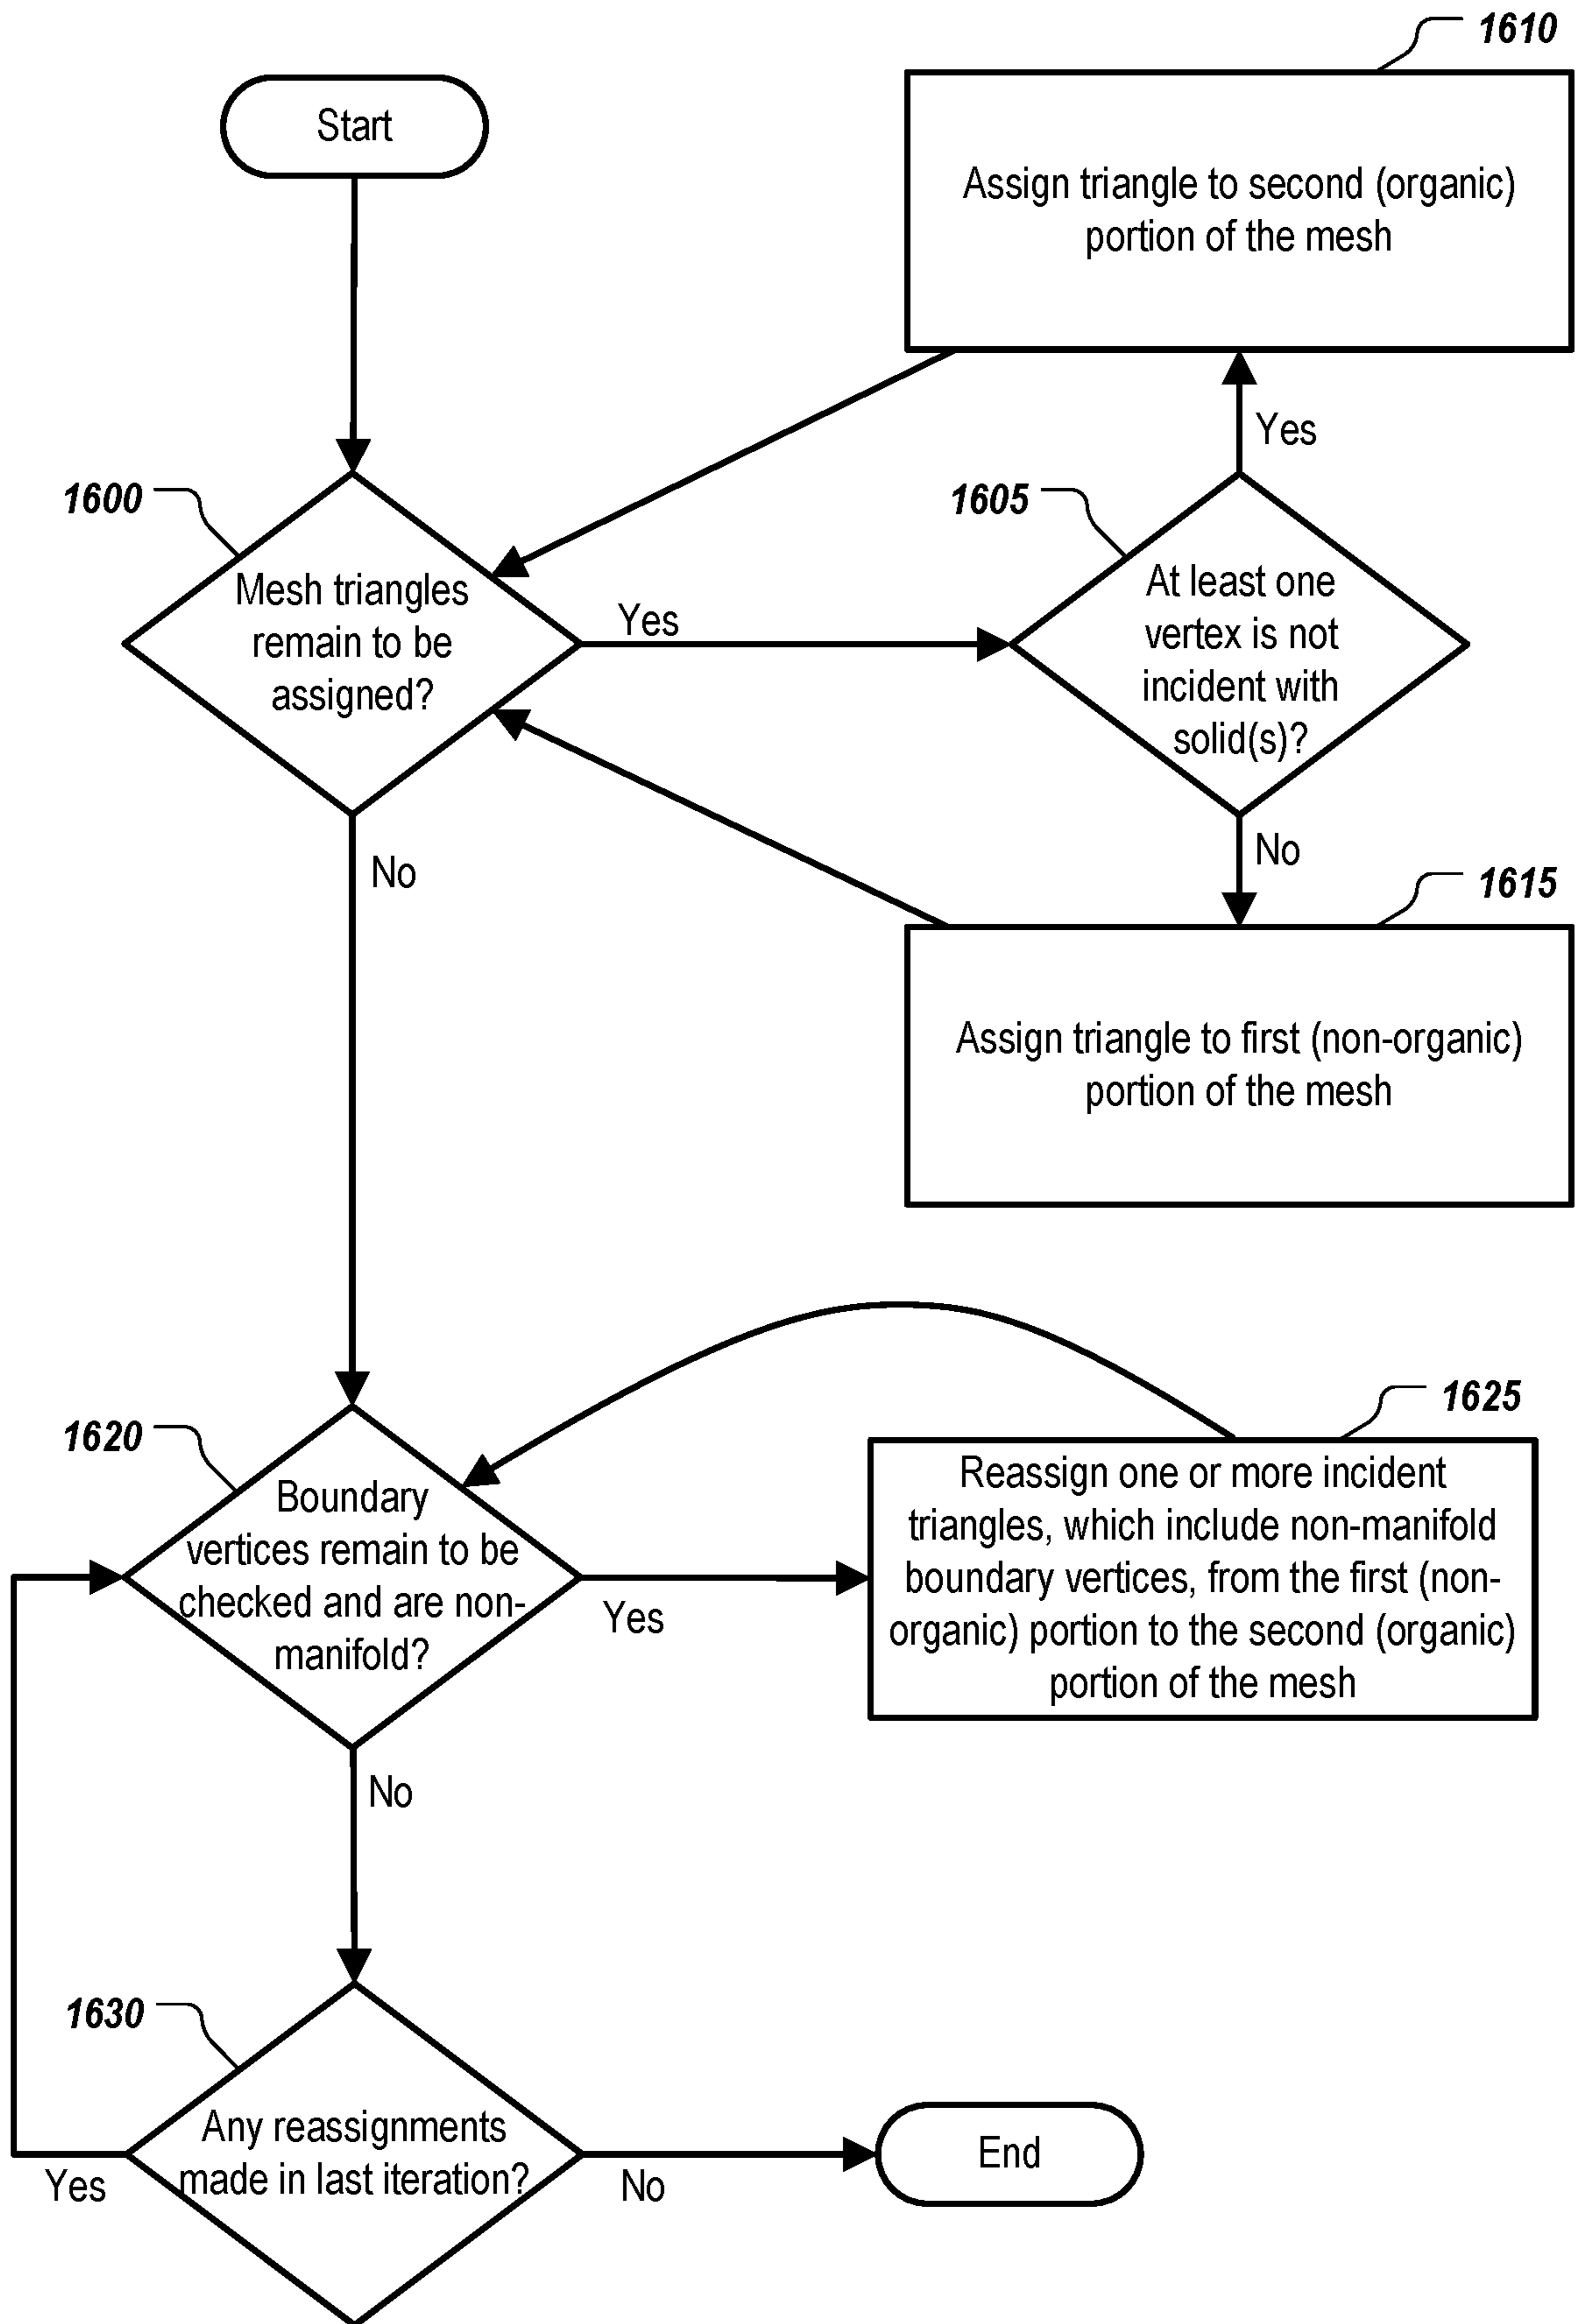 1610
Start
Assign triangle to second (organic)
portion of the mesh
Yes
1600
1605
Mesh triangles
remain to be
assigned?
Yes
At least one
vertex is not
incident with
solid(s)?
No
No
1615
Assign triangle to first (non-organic)
portion of the mesh
1620
1625
Boundary
vertices remain to be
checked and are non-
manifold?
Yes
Reassign one or more incident
triangles, which include non-manifold
boundary vertices, from the first (non-
organic) portion to the second (organic)
portion of the mesh
No
1630
Any reassignments
made in last iteration?
Yes
No
End